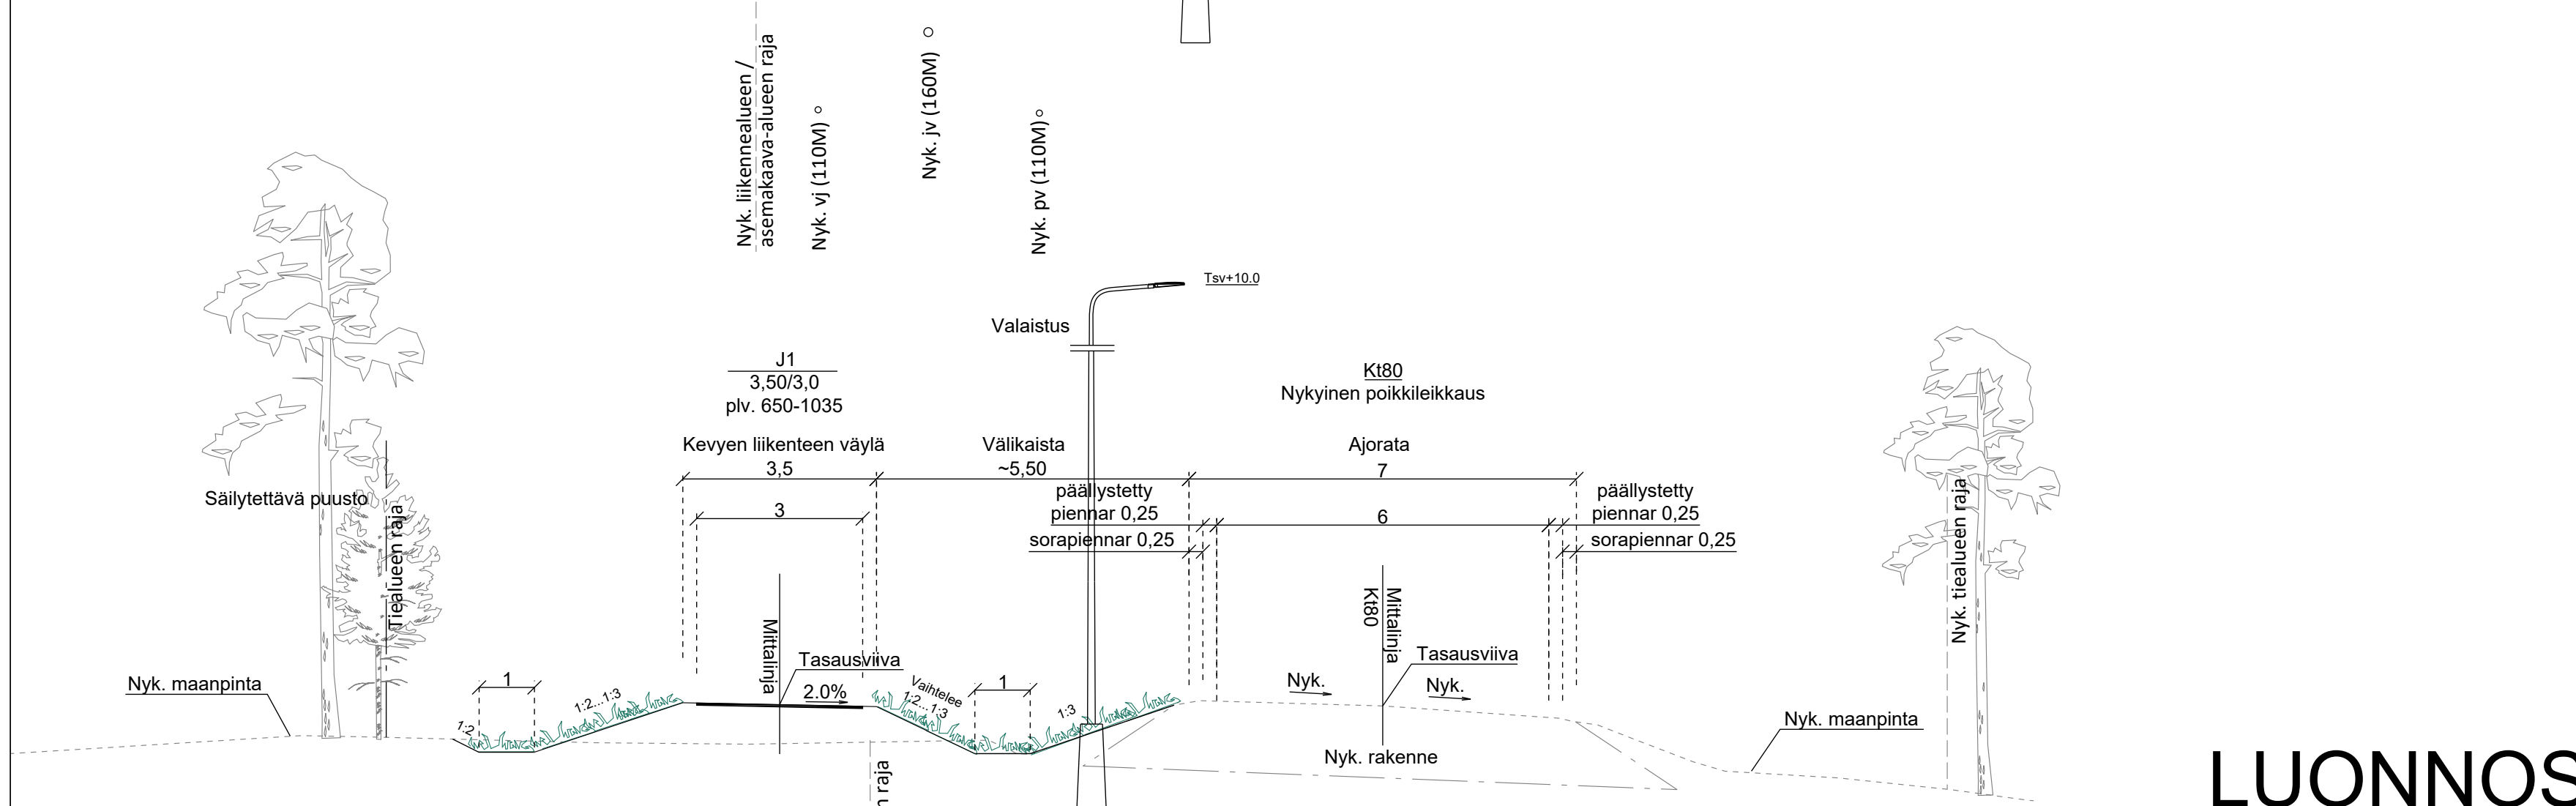 Nyk. liikennealueen /
asemakaava-alueen raja
Nyk. vj (110M)
Nyk. jv (160M)
Nyk. pv (110M)
Tsv+10.0
Valaistus
J1
3,50/3,0
plv. 650-1035
Kt80
Nykyinen poikkileikkaus
Kevyen liikenteen väylä
3,5
Välikaista
~5,50
Ajorata
7
päällystetty
piennar 0,25
sorapiennar 0,25
3
6
päällystetty
piennar 0,25
sorapiennar 0,25
Säilytettävä puusto
Tiealueen raja
Nyk. tiealueen raja
Mittalinja
Tasausviiva
2.0%
Mittalinja
Kt80
Tasausviiva
Nyk. maanpinta
1
1:2
1:2...1:3
Vaihtelee
1:2...1:3
1
1:3
Nyk.
Nyk.
Nyk. rakenne
Nyk. maanpinta
n raja
LUONNOS